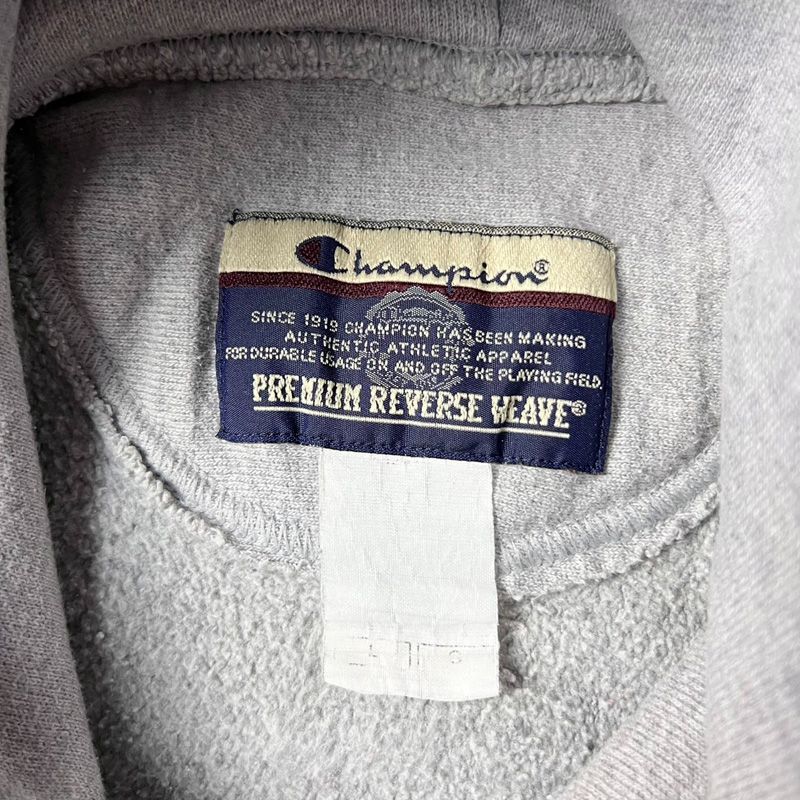 Champion®
SINCE 1919 CHAMPION HAS BEEN MAKING
AUTHENTIC ATHLETIC APPAREL
FOR DURABLE USAGE ON AND OFF THE PLAYING FIELD.
PREMIUM REVERSE WEAVE®